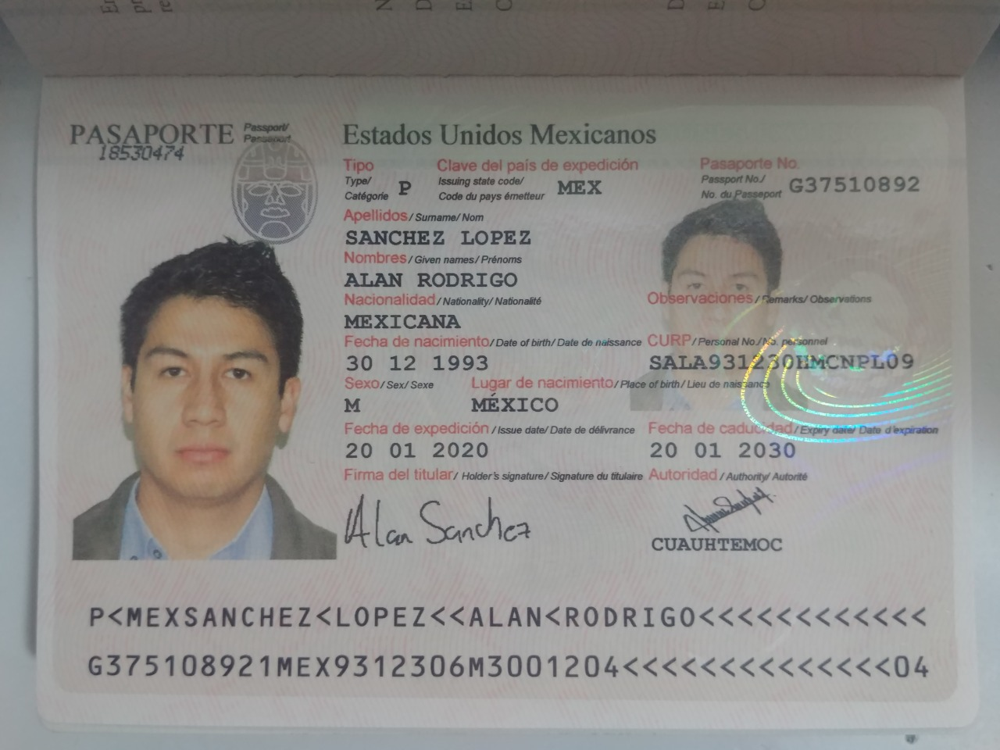 PASAPORTE Passport/ Passeport
18530474
Estados Unidos Mexicanos
Tipo Clave del país de expedición Pasaporte No.
Type/ Issuing state code/ Passport No./
Catégorie P Code du pays émetteur MEX No. du Passeport G37510892
Apellidos / Surname / Nom
SANCHEZ LOPEZ
Nombres / Given names / Prénoms
ALAN RODRIGO
Nacionalidad / Nationality / Nationalité Observaciones / Remarks / Observations
MEXICANA
Fecha de nacimiento / Date of birth / Date de naissance CURP / Personal No./ No. personnel
30 12 1993 SALA931230HMCNPL09
Sexo / Sex / Sexe Lugar de nacimiento / Place of birth / Lieu de naissance
M MÉXICO
Fecha de expedición / Issue date / Date de délivrance Fecha de caducidad / Expiry date / Date d'expiration
20 01 2020 20 01 2030
Firma del titular / Holder's signature / Signature du titulaire Autoridad / Authority / Autorité
Alan Sanchez
CUAUHTEMOC
P<MEXSANCHEZ<LOPEZ<<ALAN<RODRIGO<<<<<<<<<<<<
G375108921MEX9312306M3001204<<<<<<<<<<<<<<04